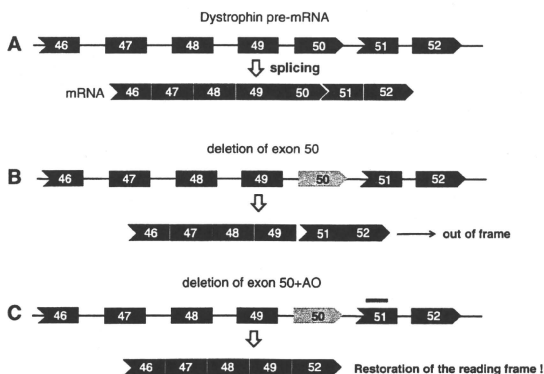 Dystrophin pre-mRNA
A 46 47 48 49 50 51 52
splicing
mRNA 46 47 48 49 50 51 52
deletion of exon 50
B 46 47 48 49 50 51 52
46 47 48 49 51 52 out of frame
deletion of exon 50+AO
C 46 47 48 49 50 51 52
46 47 48 49 52 Restoration of the reading frame !